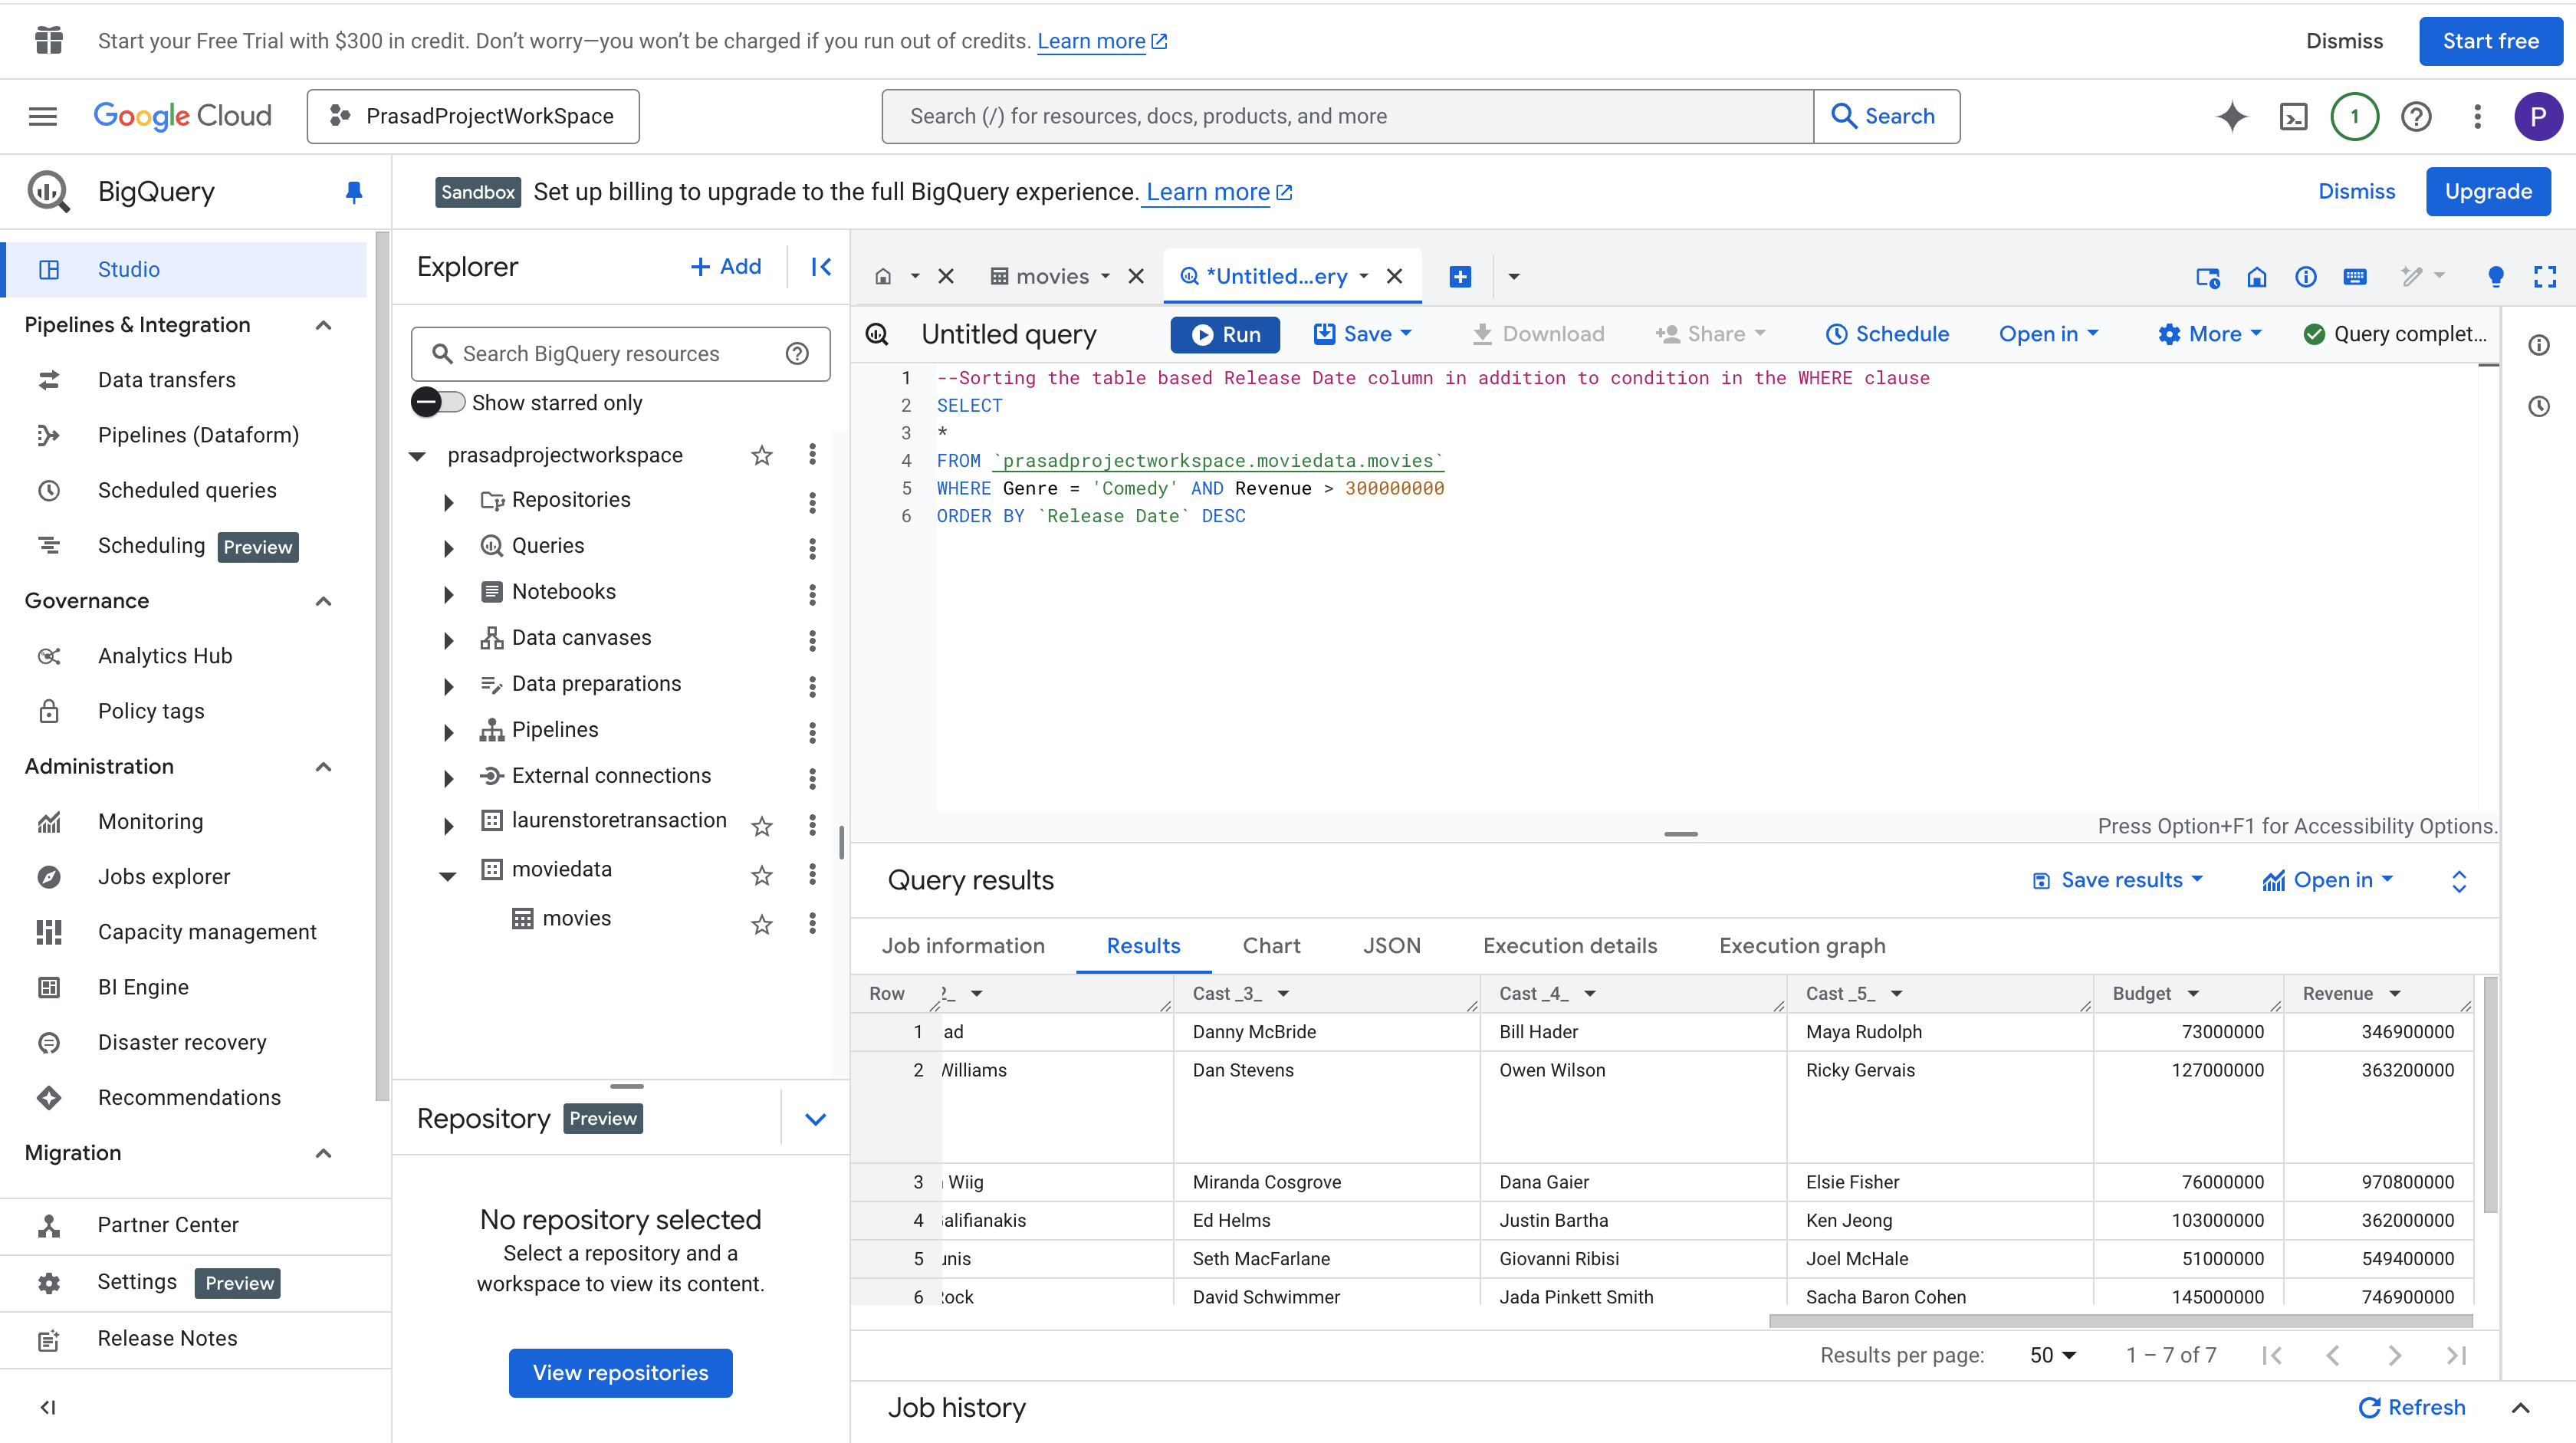 Start your Free Trial with $300 in credit. Don't worry—you won't be charged if you run out of credits. Learn more
Dismiss
Start free
Google Cloud
PrasadProjectWorkSpace
Search (/) for resources, docs, products, and more
Search
1
P
BigQuery
Sandbox Set up billing to upgrade to the full BigQuery experience. Learn more
Dismiss
Upgrade
Studio
Pipelines & Integration
Data transfers
Pipelines (Dataform)
Scheduled queries
Scheduling Preview
Governance
Analytics Hub
Policy tags
Administration
Monitoring
Jobs explorer
Capacity management
BI Engine
Disaster recovery
Recommendations
Migration
Partner Center
Settings Preview
Release Notes
Explorer
+ Add
Search BigQuery resources
Show starred only
prasadprojectworkspace
Repositories
Queries
Notebooks
Data canvases
Data preparations
Pipelines
External connections
laurenstoretransaction
moviedata
movies
Repository Preview
No repository selected
Select a repository and a
workspace to view its content.
View repositories
movies
*Untitled...ery
Untitled query
Run
Save
Download
Share
Schedule
Open in
More
Query complet...
1 --Sorting the table based Release Date column in addition to condition in the WHERE clause
2 SELECT
3 *
4 FROM `prasadprojectworkspace.moviedata.movies`
5 WHERE Genre = 'Comedy' AND Revenue > 300000000
6 ORDER BY `Release Date` DESC
Press Option+F1 for Accessibility Options.
Query results
Save results
Open in
Job information Results Chart JSON Execution details Execution graph
Row 2_ Cast _3_ Cast _4_ Cast _5_ Budget Revenue
1 ad Danny McBride Bill Hader Maya Rudolph 73000000 346900000
2 Williams Dan Stevens Owen Wilson Ricky Gervais 127000000 363200000
3 Wiig Miranda Cosgrove Dana Gaier Elsie Fisher 76000000 970800000
4 alifianakis Ed Helms Justin Bartha Ken Jeong 103000000 362000000
5 unis Seth MacFarlane Giovanni Ribisi Joel McHale 51000000 549400000
6 Rock David Schwimmer Jada Pinkett Smith Sacha Baron Cohen 145000000 746900000
Results per page: 50 1 – 7 of 7
Job history
Refresh